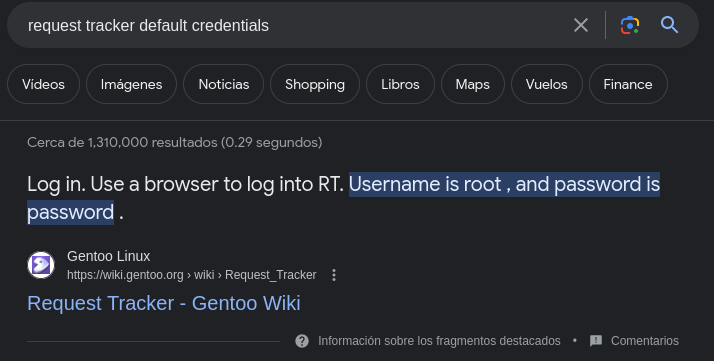 request tracker default credentials
Vídeos Imágenes Noticias Shopping Libros Maps Vuelos Finance
Cerca de 1,310,000 resultados (0.29 segundos)
Log in. Use a browser to log into RT. Username is root , and password is
password .
Gentoo Linux
https://wiki.gentoo.org › wiki › Request_Tracker
Request Tracker - Gentoo Wiki
Información sobre los fragmentos destacados • Comentarios